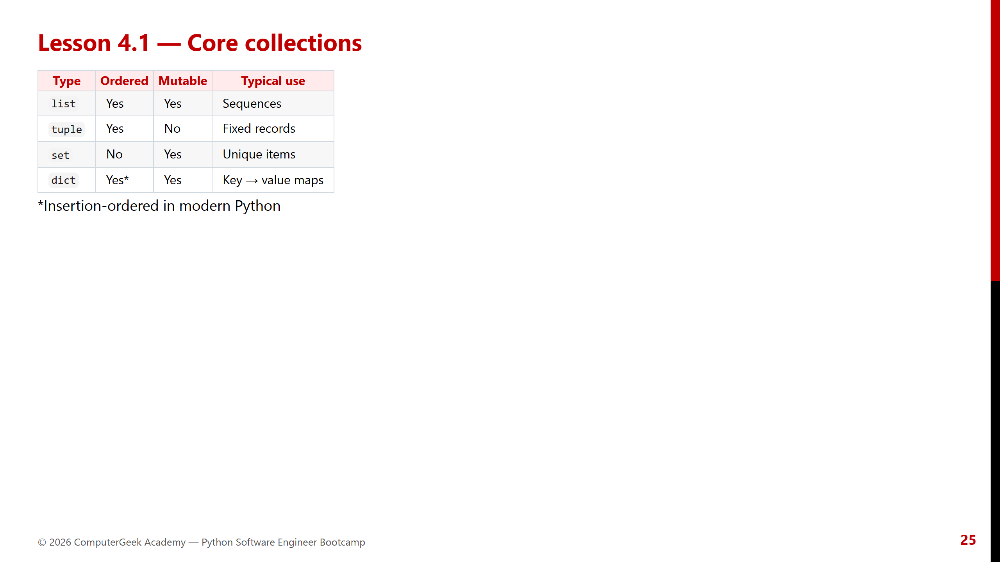 Lesson 4.1 — Core collections
Type Ordered Mutable Typical use
list Yes Yes Sequences
tuple Yes No Fixed records
set No Yes Unique items
dict Yes* Yes Key → value maps
*Insertion-ordered in modern Python
© 2026 ComputerGeek Academy — Python Software Engineer Bootcamp
25